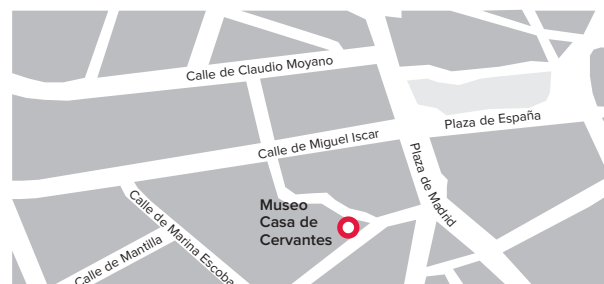 Calle de Claudio Moyano
Calle de Miguel Iscar
Plaza de España
Plaza de Madrid
Museo
Casa de
Cervantes
Calle de Marina Escoba
Calle de Mantilla